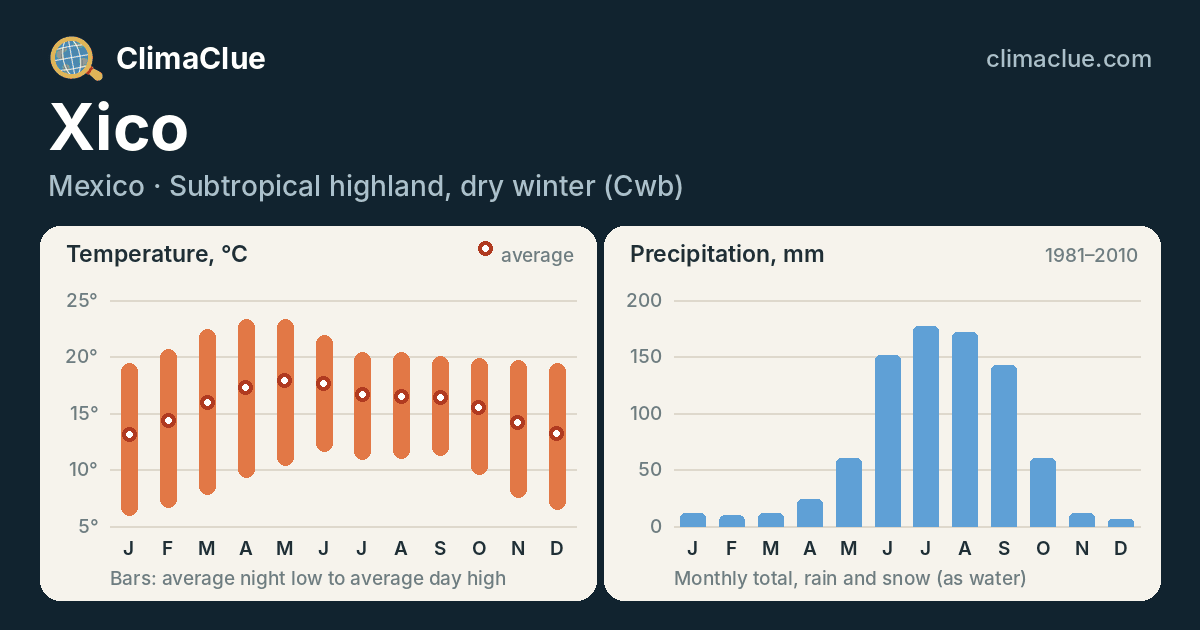 ClimaClue
climaclue.com
Xico
Mexico · Subtropical highland, dry winter (Cwb)
Temperature, °C
average
25°
20°
15°
10°
5°
J F M A M J J A S O N D
Bars: average night low to average day high
Precipitation, mm
1981–2010
200
150
100
50
0
J F M A M J J A S O N D
Monthly total, rain and snow (as water)